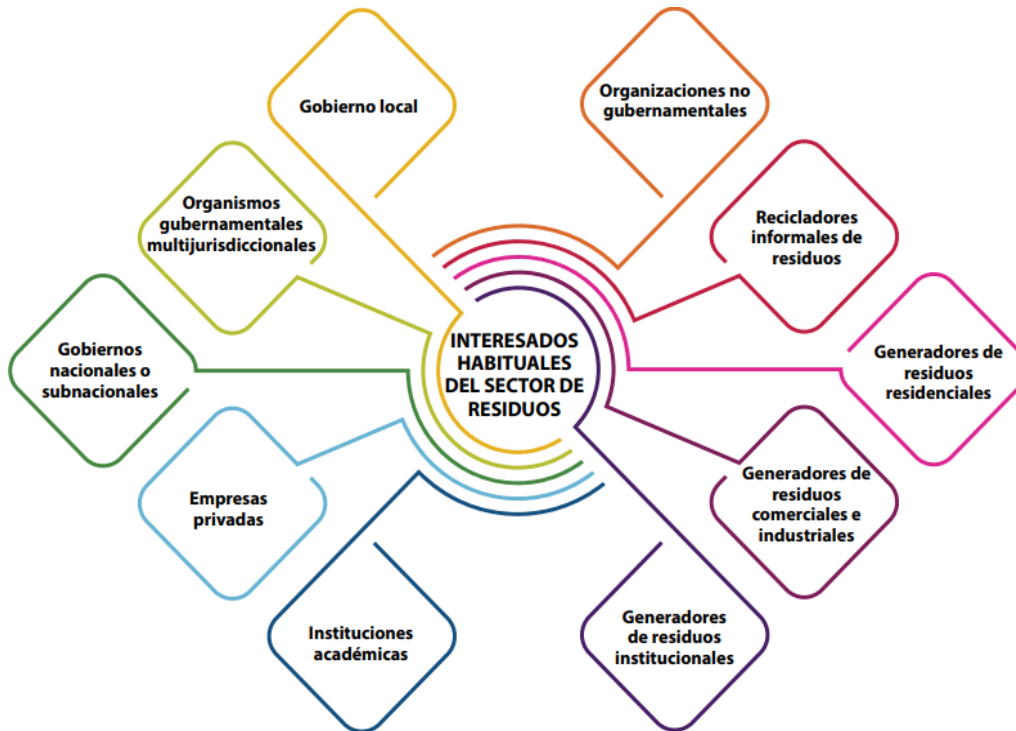 Gobierno local
Organizaciones no
gubernamentales
Organismos
gubernamentales
multijurisdiccionales
Recicladores
informales de
residuos
Gobiernos
nacionales o
subnacionales
INTERESADOS
HABITUALES
DEL SECTOR DE
RESIDUOS
Generadores de
residuos
residenciales
Empresas
privadas
Generadores de
residuos
comerciales e
industriales
Instituciones
académicas
Generadores
de residuos
institucionales